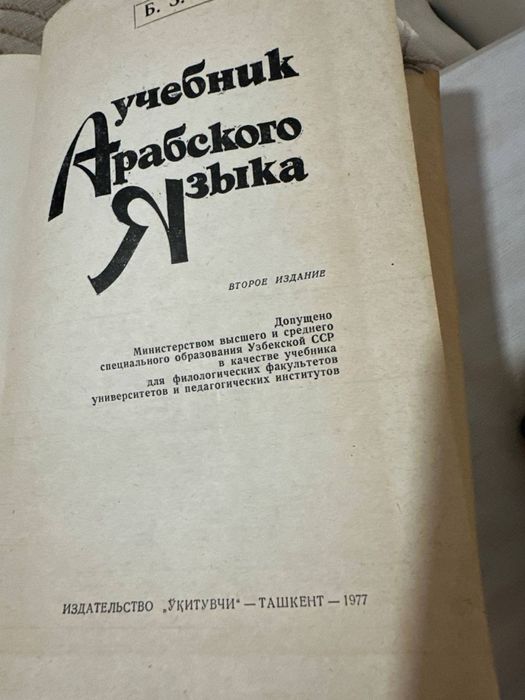 Б. З.
учебник
Арабского
Языка
ВТОРОЕ ИЗДАНИЕ
Допущено
Министерством высшего и среднего
специального образования Узбекской ССР
в качестве учебника
для филологических факультетов
университетов и педагогических институтов
ИЗДАТЕЛЬСТВО „ЎҚИТУВЧИ“ — ТАШКЕНТ — 1977